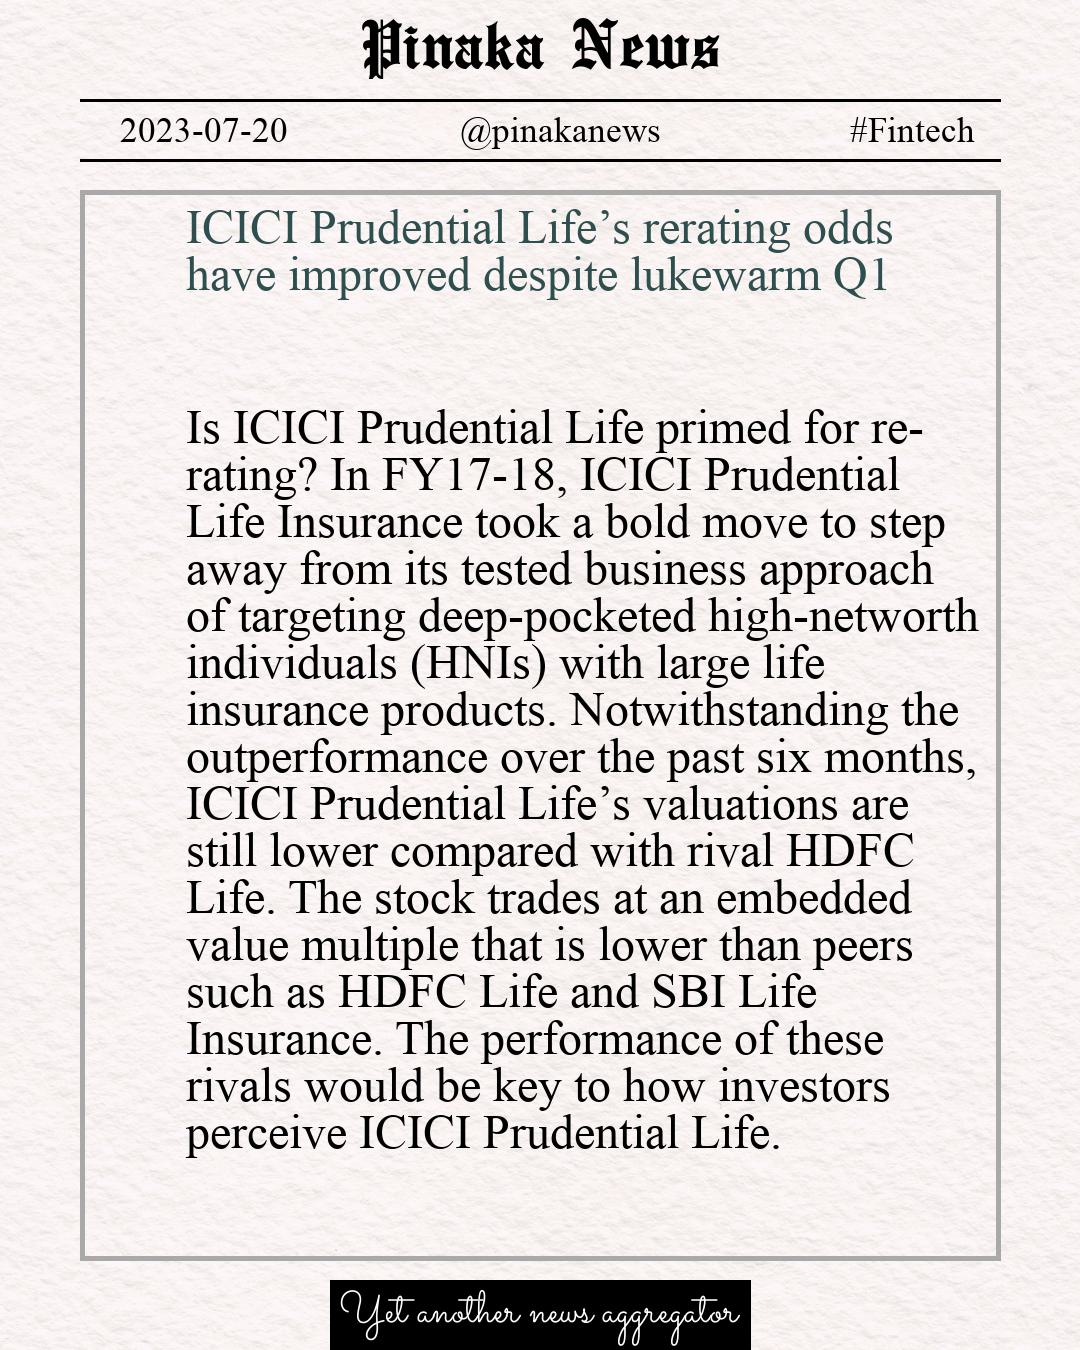 Pinaka News
2023-07-20 @pinakanews #Fintech
ICICI Prudential Life’s rerating odds
have improved despite lukewarm Q1
Is ICICI Prudential Life primed for re-
rating? In FY17-18, ICICI Prudential
Life Insurance took a bold move to step
away from its tested business approach
of targeting deep-pocketed high-networth
individuals (HNIs) with large life
insurance products. Notwithstanding the
outperformance over the past six months,
ICICI Prudential Life’s valuations are
still lower compared with rival HDFC
Life. The stock trades at an embedded
value multiple that is lower than peers
such as HDFC Life and SBI Life
Insurance. The performance of these
rivals would be key to how investors
perceive ICICI Prudential Life.
Yet another news aggregator